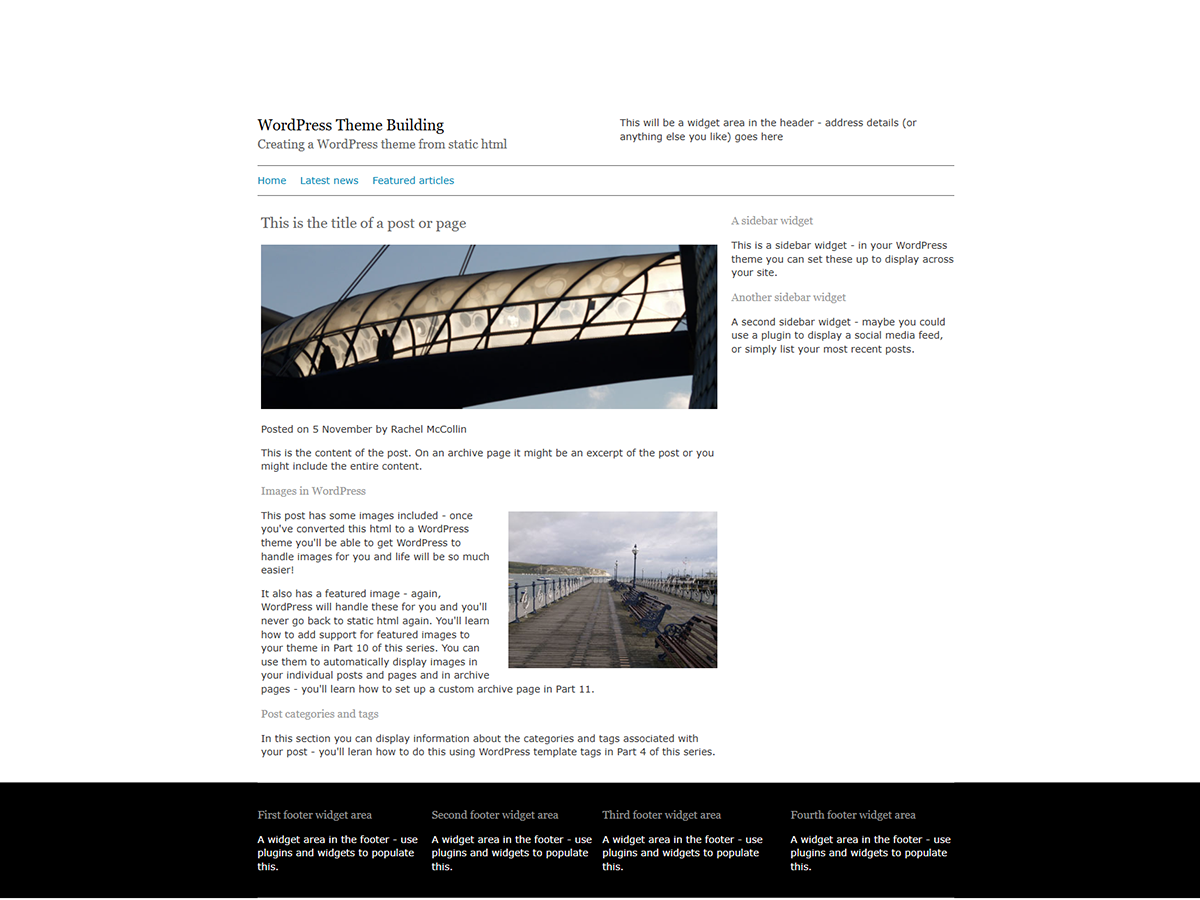 WordPress Theme Building
Creating a WordPress theme from static html
This will be a widget area in the header - address details (or
anything else you like) goes here
Home Latest news Featured articles
This is the title of a post or page
Posted on 5 November by Rachel McCollin
This is the content of the post. On an archive page it might be an excerpt of the post or you
might include the entire content.
Images in WordPress
This post has some images included - once
you've converted this html to a WordPress
theme you'll be able to get WordPress to
handle images for you and life will be so much
easier!
It also has a featured image - again,
WordPress will handle these for you and you'll
never go back to static html again. You'll learn
how to add support for featured images to
your theme in Part 10 of this series. You can
use them to automatically display images in
your individual posts and pages and in archive
pages - you'll learn how to set up a custom archive page in Part 11.
Post categories and tags
In this section you can display information about the categories and tags associated with
your post - you'll leran how to do this using WordPress template tags in Part 4 of this series.
A sidebar widget
This is a sidebar widget - in your WordPress
theme you can set these up to display across
your site.
Another sidebar widget
A second sidebar widget - maybe you could
use a plugin to display a social media feed,
or simply list your most recent posts.
First footer widget area
A widget area in the footer - use
plugins and widgets to populate
this.
Second footer widget area
A widget area in the footer - use
plugins and widgets to populate
this.
Third footer widget area
A widget area in the footer - use
plugins and widgets to populate
this.
Fourth footer widget area
A widget area in the footer - use
plugins and widgets to populate
this.